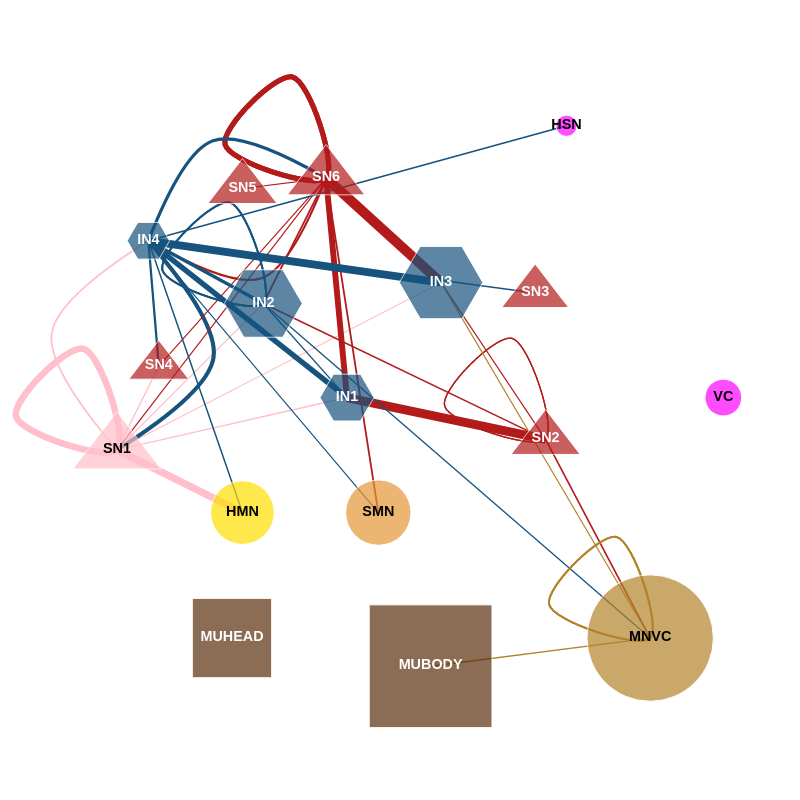 HSN
SN6
SN5
IN4
IN3
SN3
IN2
SN4
IN1
VC
SN2
SN1
HMN
SMN
MUHEAD
MNVC
MUBODY